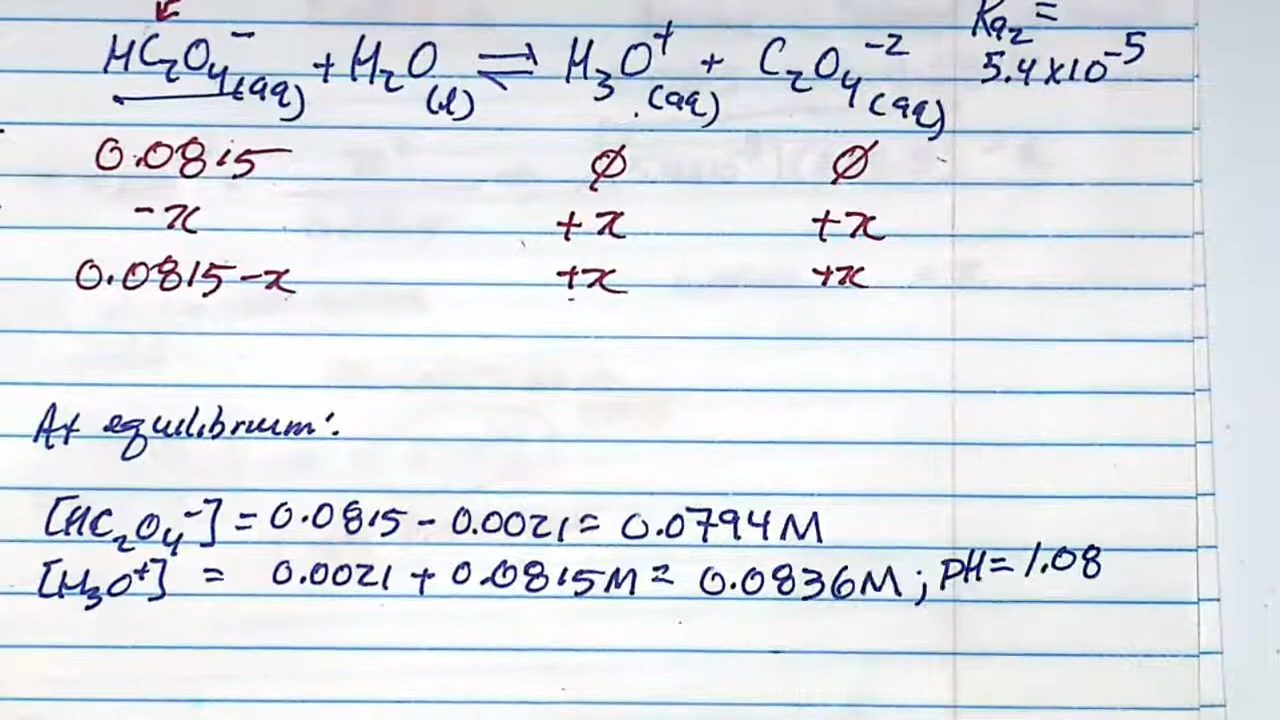 Ka₂ =
HC₂O₄⁻(aq) + H₂O(l) ⇌ H₃O⁺(aq) + C₂O₄⁻²(aq) 5.4x10⁻⁵
0.0815 ∅ ∅
-x +x +x
0.0815-x +x +x
At equilibrium:
[HC₂O₄⁻] = 0.0815 - 0.0021 = 0.0794M
[H₃O⁺] = 0.0021 + 0.0815M = 0.0836M; pH = 1.08